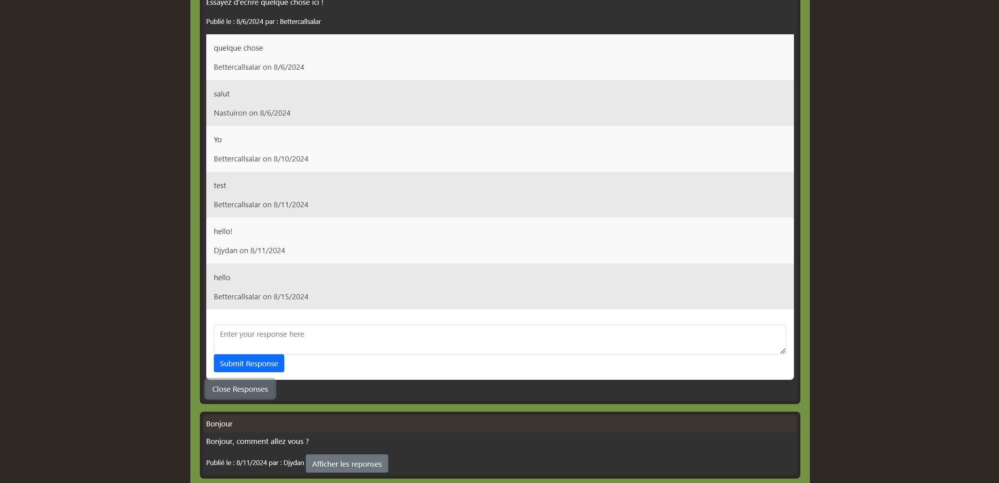 Essayez d'ecrire quelque chose ici !
Publié le : 8/6/2024 par : Bettercallsalar
quelque chose
Bettercallsalar on 8/6/2024
salut
Nastuiron on 8/6/2024
Yo
Bettercallsalar on 8/10/2024
test
Bettercallsalar on 8/11/2024
hello!
Djydan on 8/11/2024
hello
Bettercallsalar on 8/15/2024
Enter your response here
Submit Response
Close Responses
Bonjour
Bonjour, comment allez vous ?
Publié le : 8/11/2024 par : Djydan Afficher les reponses